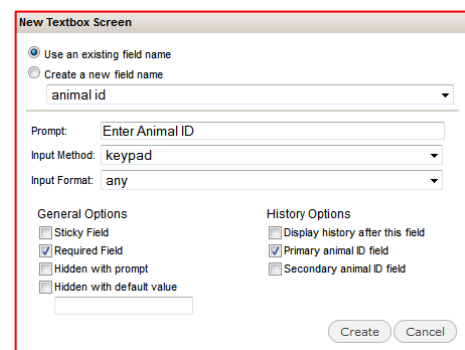 New Textbox Screen
Use an existing field name
Create a new field name
animal id
Prompt: Enter Animal ID
Input Method: keypad
Input Format: any
General Options History Options
Sticky Field Display history after this field
Required Field Primary animal ID field
Hidden with prompt Secondary animal ID field
Hidden with default value
Create Cancel